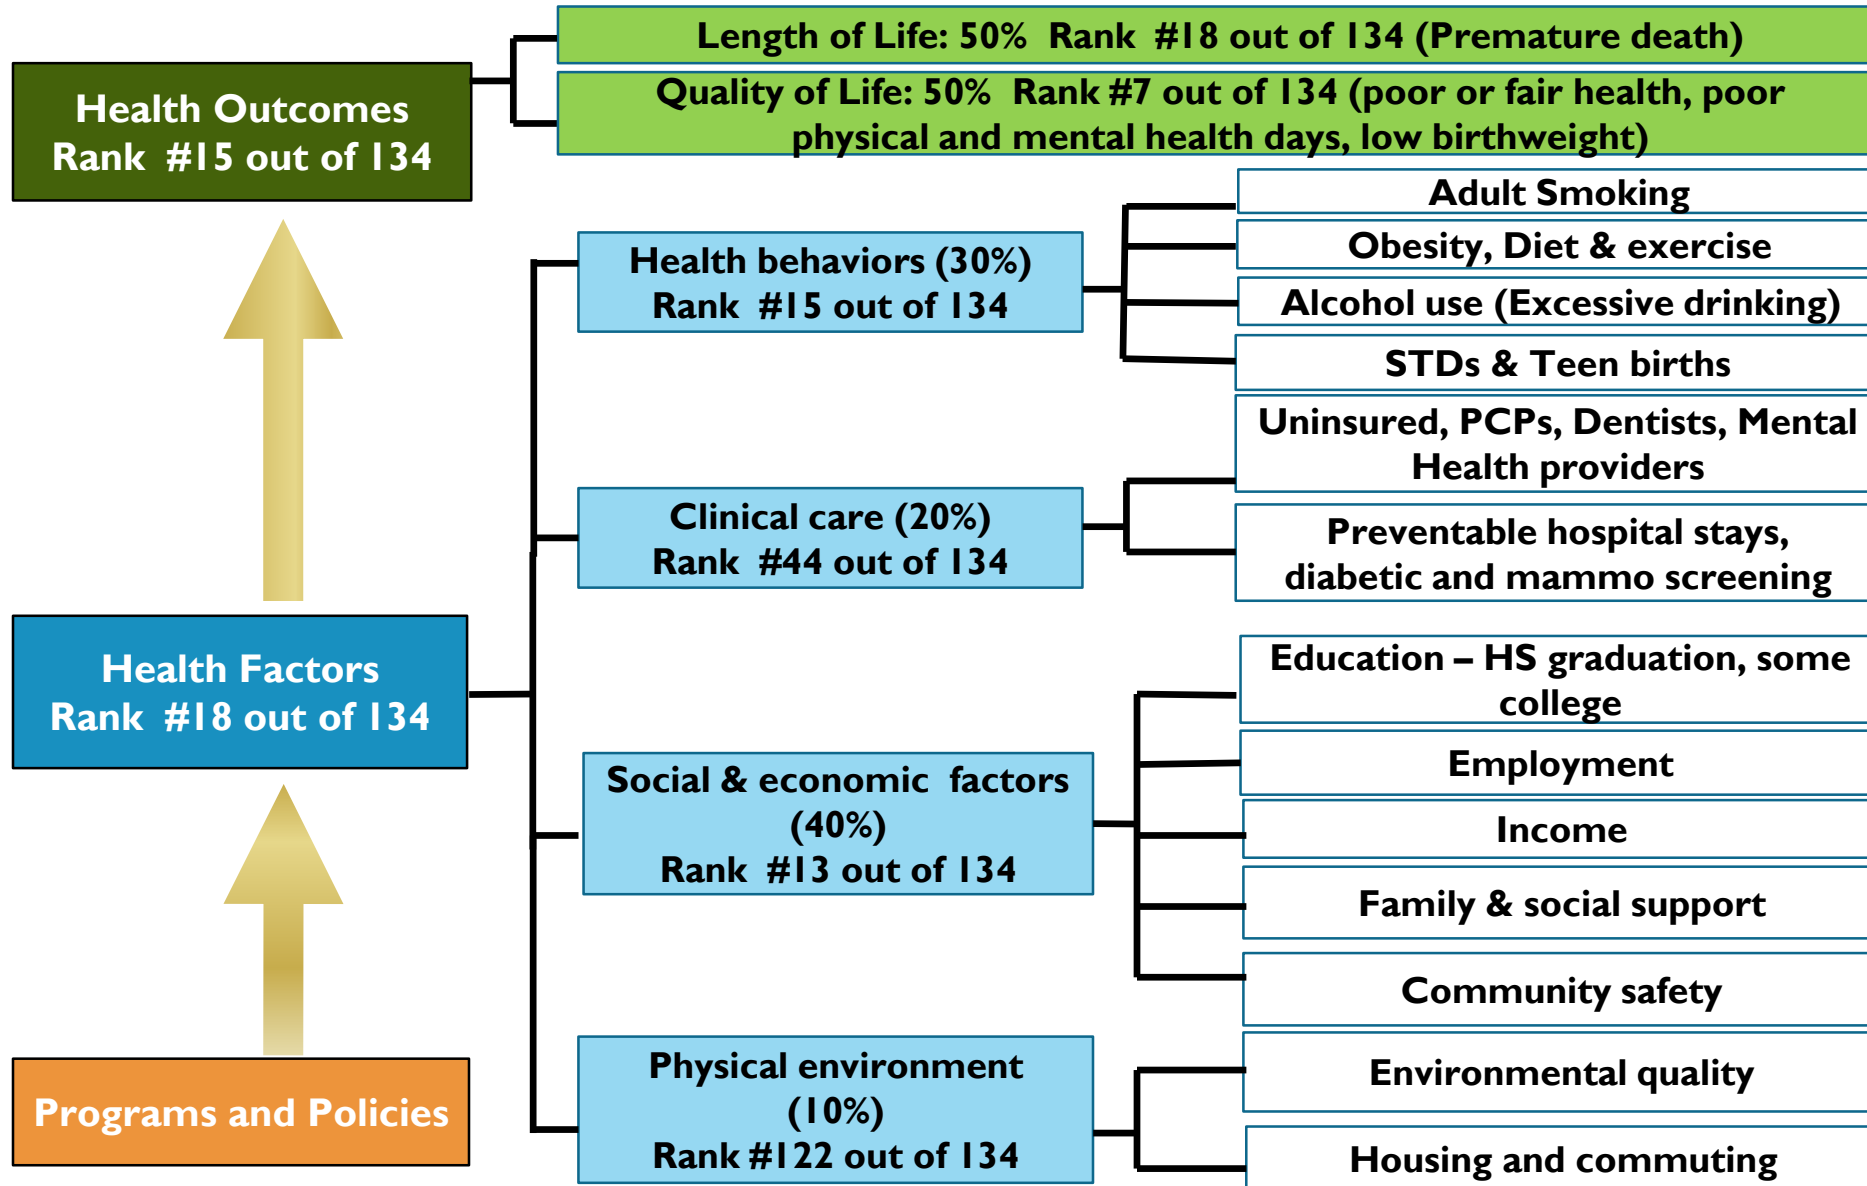 Length of Life: 50%  Rank  #18 out of 134 (Premature death)
Quality of Life: 50%  Rank #7 out of 134 (poor or fair health, poor
physical and mental health days, low birthweight)
Health Outcomes
Rank  #15 out of 134
Adult Smoking
Health behaviors (30%)
Rank  #15 out of 134
Obesity, Diet & exercise
Alcohol use (Excessive drinking)
STDs & Teen births
Uninsured, PCPs, Dentists, Mental
Health providers
Clinical care (20%)
Rank  #44 out of 134
Preventable hospital stays,
diabetic and mammo screening
Health Factors
Rank  #18 out of 134
Education – HS graduation, some
college
Social & economic  factors
(40%)
Rank  #13 out of 134
Employment
Income
Family & social support
Community safety
Physical environment
(10%)
Rank #122 out of 134
Environmental quality
Housing and commuting
Programs and Policies